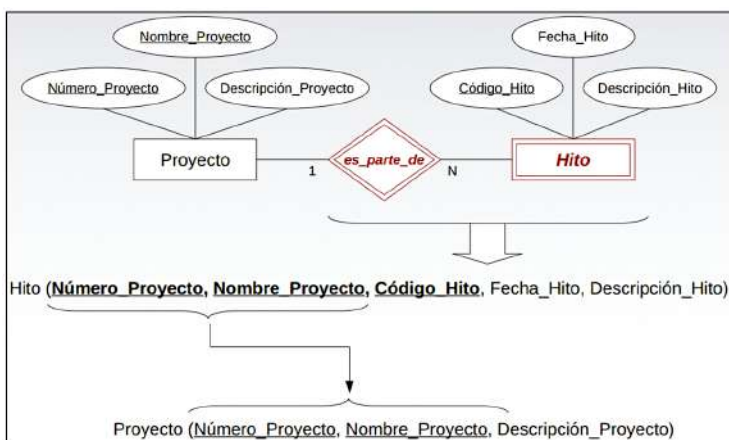 Nombre_Proyecto
Fecha_Hito
Número_Proyecto
Descripción_Proyecto
Código_Hito
Descripción_Hito
Proyecto
1
es_parte_de
N
Hito
Hito (Número_Proyecto, Nombre_Proyecto, Código_Hito, Fecha_Hito, Descripción_Hito)
Proyecto (Número_Proyecto, Nombre_Proyecto, Descripción_Proyecto)